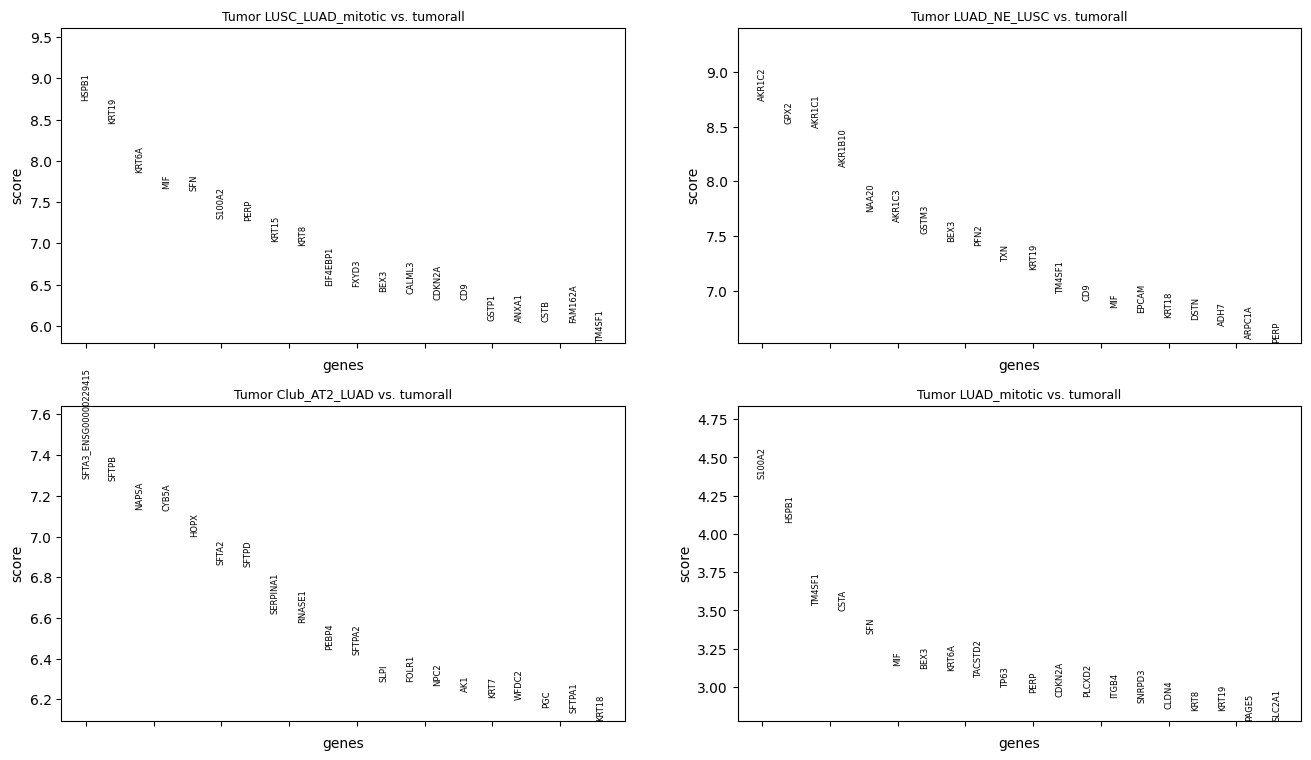 Tumor LUSC_LUAD_mitotic vs. tumorall
9.5
9.0
8.5
8.0
7.5
7.0
6.5
6.0
score
HSPB1
KRT19
KRT6A
MIF
SFN
S100A2
PERP
KRT15
KRT8
EIF4EBP1
FXYD3
BEX3
CALML3
CDKN2A
CD9
GSTP1
ANXA1
CSTB
FAM162A
TM4SF1
genes
Tumor LUAD_NE_LUSC vs. tumorall
9.0
8.5
8.0
7.5
7.0
score
AKR1C2
GPX2
AKR1C1
AKR1B10
NAA20
AKR1C3
GSTM3
BEX3
PFN2
TXN
KRT19
TM4SF1
CD9
MIF
EPCAM
KRT18
DSTN
ADH7
ARPC1A
PERP
genes
Tumor Club_AT2_LUAD vs. tumorall
7.6
7.4
7.2
7.0
6.8
6.6
6.4
6.2
score
SFTA3_ENSG00000229415
SFTPB
NAPSA
CYB5A
HOPX
SFTA2
SFTPD
SERPINA1
RNASE1
PEBP4
SFTPA2
SLPI
FOLR1
NPC2
AK1
KRT7
WFDC2
PGC
SFTPA1
KRT18
genes
Tumor LUAD_mitotic vs. tumorall
4.75
4.50
4.25
4.00
3.75
3.50
3.25
3.00
score
S100A2
HSPB1
TM4SF1
CSTA
SFN
MIF
BEX3
KRT6A
TACSTD2
TP63
PERP
CDKN2A
PLCXD2
ITGB4
SNRPD3
CLDN4
KRT8
KRT19
PAGE5
SLC2A1
genes